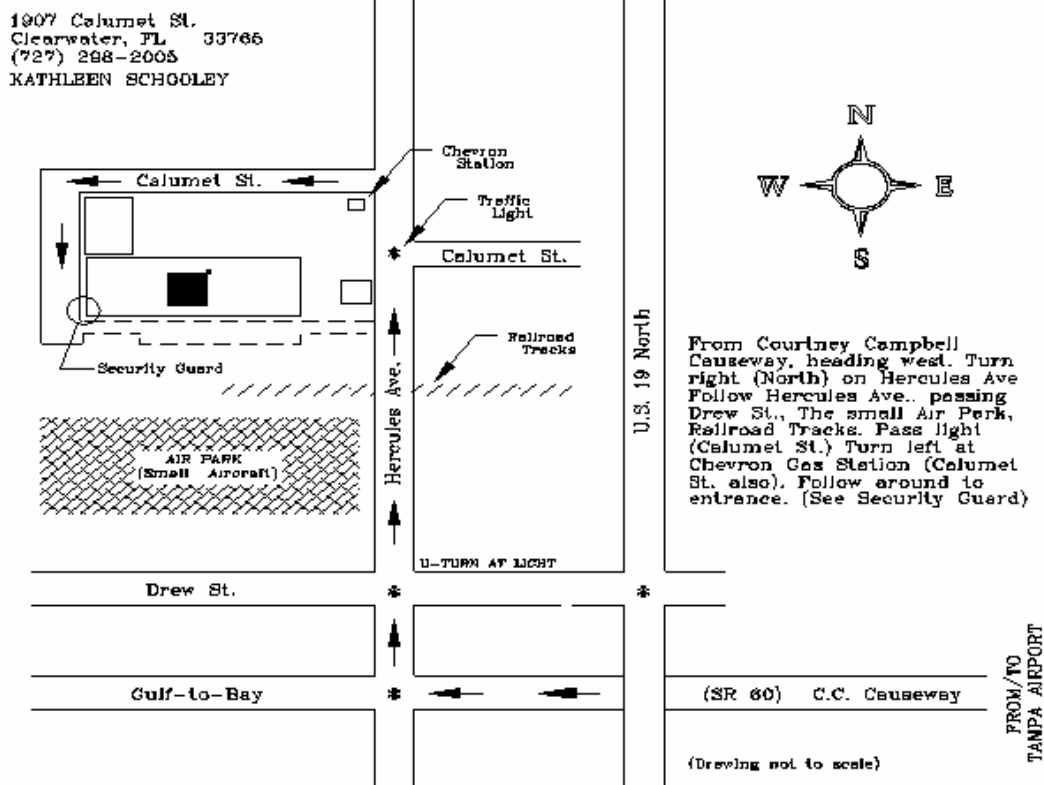 1907 Calumet St.
Clearwater, FL 33765
(727) 298-2005
KATHLEEN SCHOOLEY
Chevron
Station
Calumet St.
Traffic
Light
Calumet St.
N
W
E
S
Railroad
Tracks
Security Guard
Hercules Ave.
U.S. 19 North
From Courtney Campbell
Causeway, heading west. Turn
right (North) on Hercules Ave
Follow Hercules Ave.. passing
Drew St., The small Air Park,
Railroad Tracks. Pass light
(Calumet St.) Turn left at
Chevron Gas Station (Calumet
St. also). Follow around to
entrance. (See Security Guard)
AIR PARK
(Small Aircraft)
U-TURN AT LIGHT
Drew St.
Gulf-to-Bay
(SR 60) C.C. Causeway
FROM/TO
TAMPA AIRPORT
(Drawing not to scale)